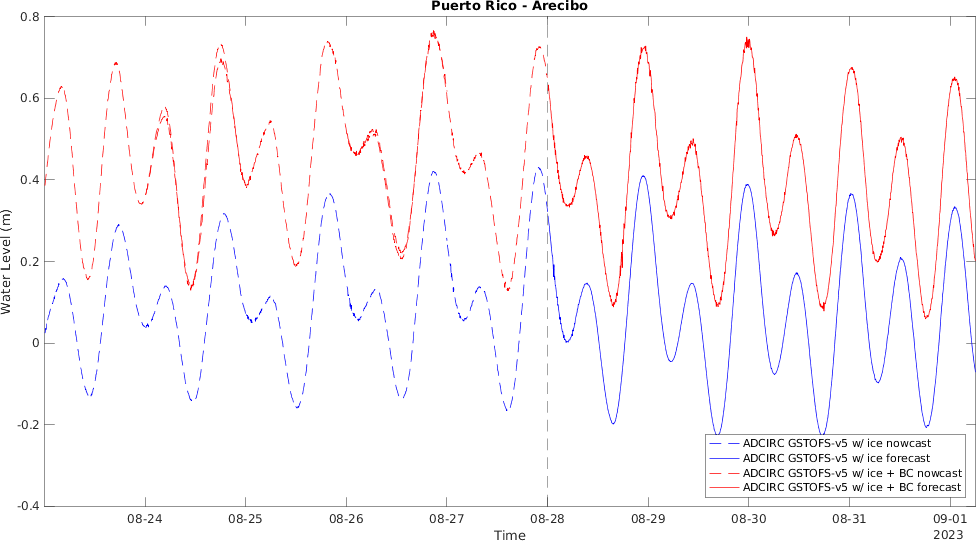 Puerto Rico - Arecibo
Water Level (m)
0.8
0.6
0.4
0.2
0
-0.2
-0.4
ADCIRC GSTOFS-v5 w/ ice nowcast
ADCIRC GSTOFS-v5 w/ ice forecast
ADCIRC GSTOFS-v5 w/ ice + BC nowcast
ADCIRC GSTOFS-v5 w/ ice + BC forecast
08-24 08-25 08-26 08-27 08-28 08-29 08-30 08-31 09-01
2023
Time